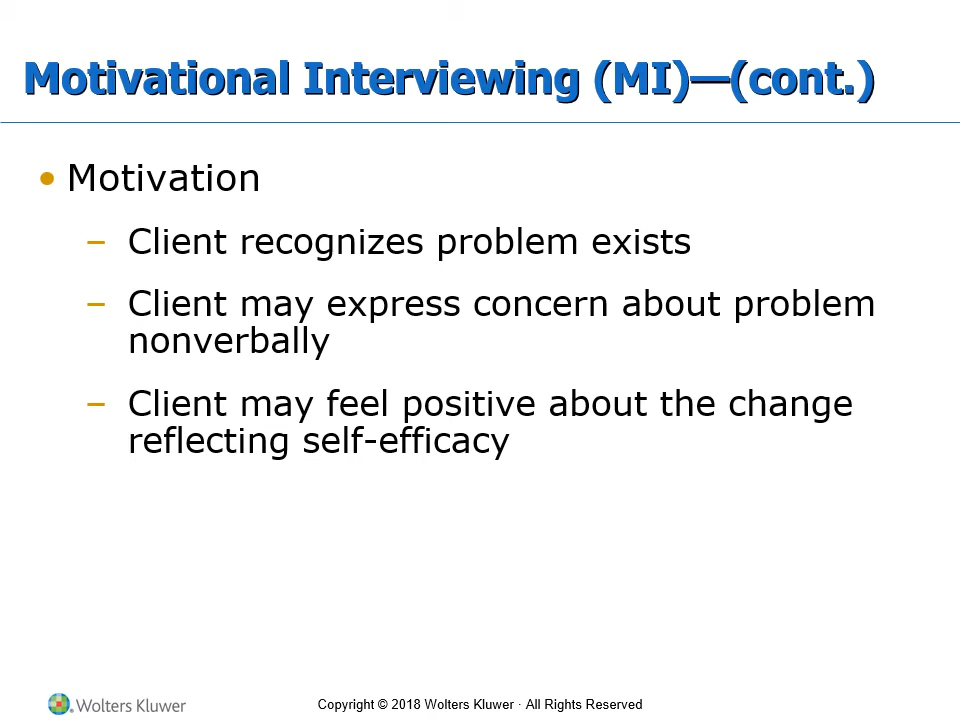 Motivational Interviewing (MI)—(cont.)
• Motivation
– Client recognizes problem exists
– Client may express concern about problem
nonverbally
– Client may feel positive about the change
reflecting self-efficacy
Wolters Kluwer
Copyright © 2018 Wolters Kluwer · All Rights Reserved